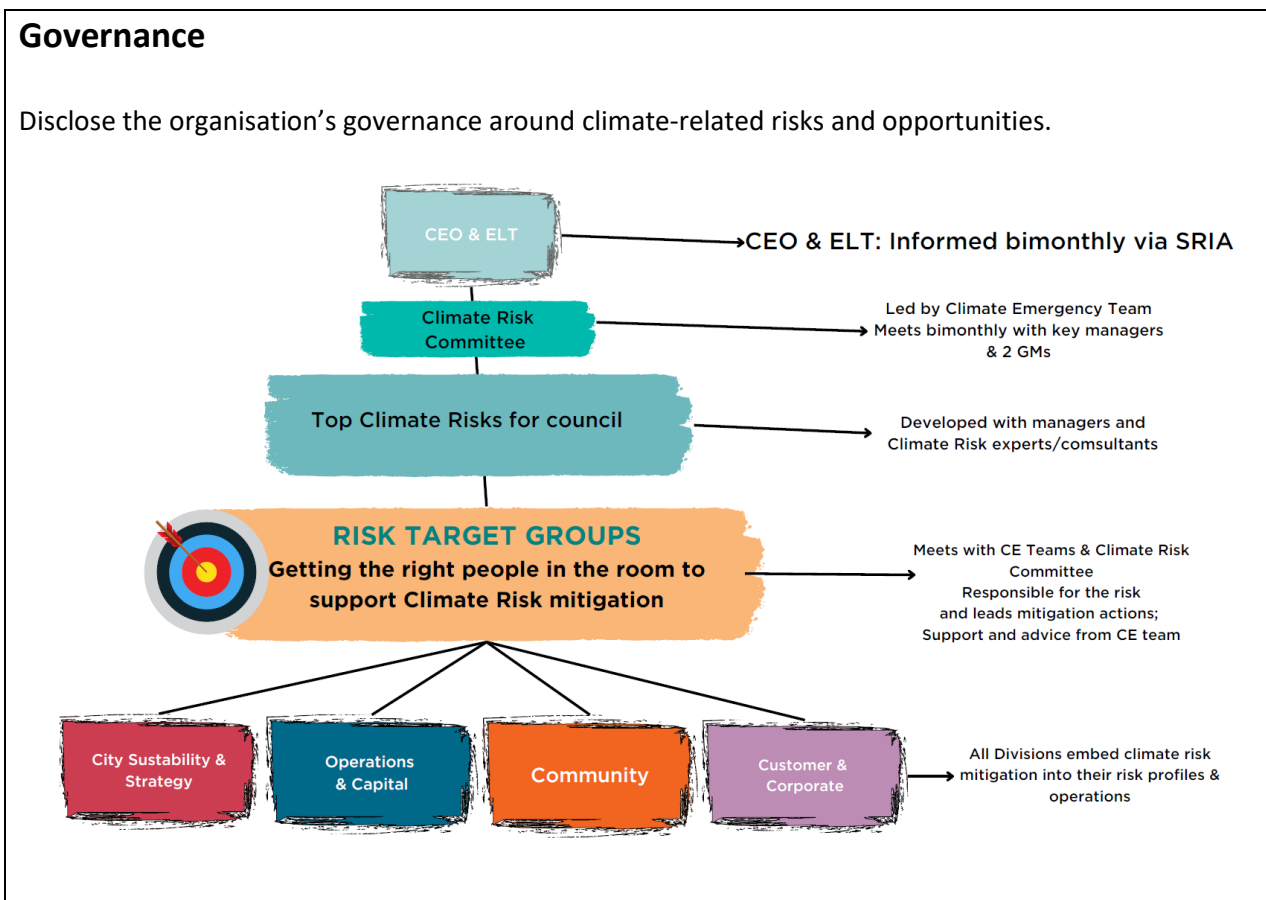 Governance
Disclose the organisation's governance around climate-related risks and opportunities.
CEO & ELT
CEO & ELT: Informed bimonthly via SRIA
Climate Risk
Committee
Led by Climate Emergency Team
Meets bimonthly with key managers
& 2 GMs
Top Climate Risks for council
Developed with managers and
Climate Risk experts/comsultants
RISK TARGET GROUPS
Getting the right people in the room to
support Climate Risk mitigation
Meets with CE Teams & Climate Risk
Committee
Responsible for the risk
and leads mitigation actions;
Support and advice from CE team
City Sustability &
Strategy
Operations
& Capital
Community
Customer &
Corporate
All Divisions embed climate risk
mitigation into their risk profiles &
operations